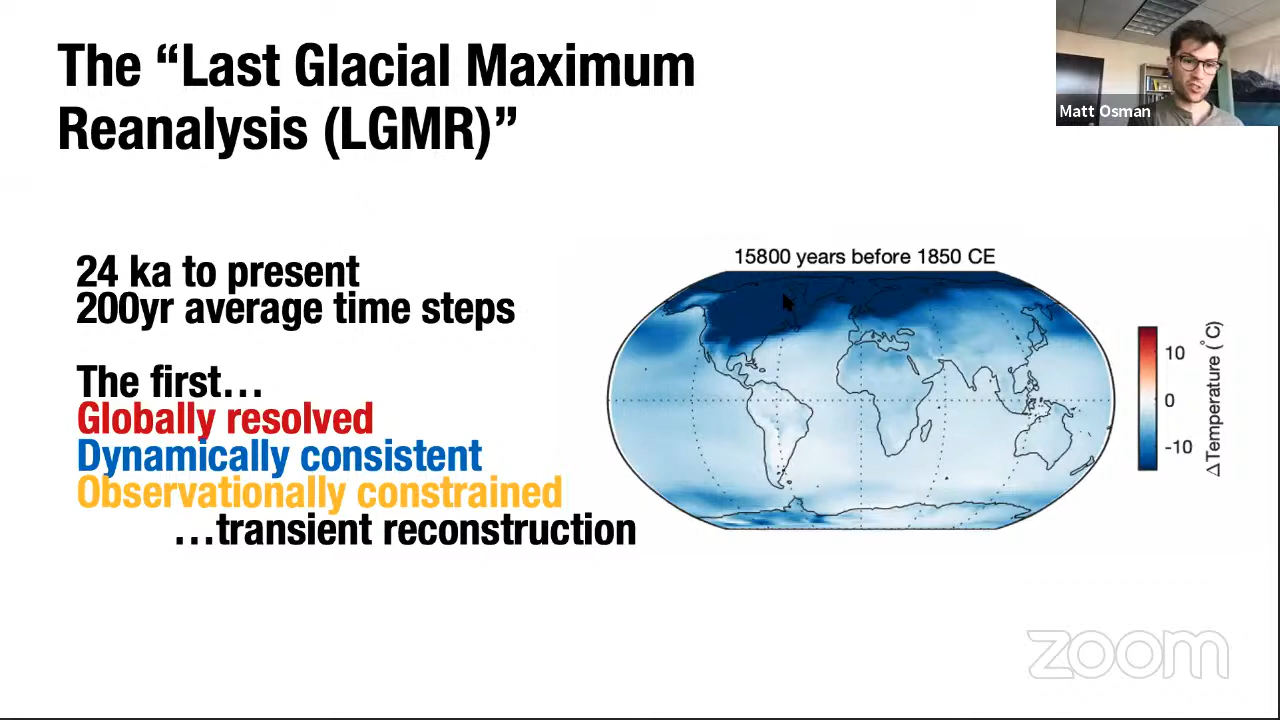 The “Last Glacial Maximum
Reanalysis (LGMR)”
Matt Osman
24 ka to present
200yr average time steps
The first…
Globally resolved
Dynamically consistent
Observationally constrained
…transient reconstruction
15800 years before 1850 CE
10
0
-10
ΔTemperature (°C)
zoom